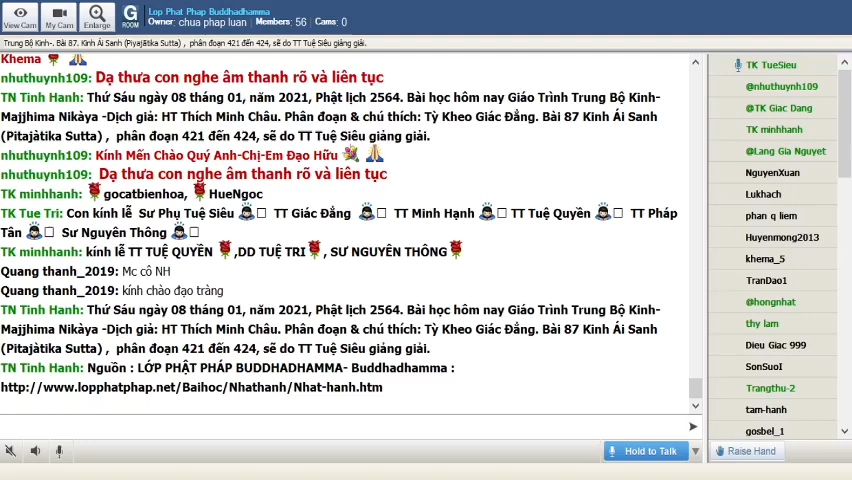 View Cam
My Cam
Enlarge
G
ROOM
Lop Phat Phap Buddhadhamma
Owner: chua phap luan Members: 56 Cams: 0
Trung Bộ Kinh-. Bài 87. Kinh Ái Sanh (Piyajātika Sutta) , phân đoạn 421 đến 424, sẽ do TT Tuệ Siêu giảng giải.
Khema
nhuthuynh109: Dạ thưa con nghe âm thanh rõ và liên tục
TN Tinh Hanh: Thứ Sáu ngày 08 tháng 01, năm 2021, Phật lịch 2564. Bài học hôm nay Giáo Trình Trung Bộ Kinh-
Majjhima Nikàya -Dịch giả: HT Thích Minh Châu. Phân đoạn & chú thích: Tỳ Kheo Giác Đẳng. Bài 87 Kinh Ái Sanh
(Pitajàtika Sutta) , phân đoạn 421 đến 424, sẽ do TT Tuệ Siêu giảng giải.
nhuthuynh109: Kính Mến Chào Quý Anh-Chị-Em Đạo Hữu
nhuthuynh109: Dạ thưa con nghe âm thanh rõ và liên tục
TK minhhanh: gocatbienhoa, HueNgoc
TK Tue Tri: Con kính lễ Sư Phụ Tuệ Siêu TT Giác Đẳng TT Minh Hạnh TT Tuệ Quyền TT Pháp
Tân Sư Nguyên Thông
TK minhhanh: kính lễ TT TUỆ QUYỀN ,DD TUỆ TRI , SƯ NGUYÊN THÔNG
Quang thanh_2019: Mc cô NH
Quang thanh_2019: kính chào đạo tràng
TN Tinh Hanh: Thứ Sáu ngày 08 tháng 01, năm 2021, Phật lịch 2564. Bài học hôm nay Giáo Trình Trung Bộ Kinh-
Majjhima Nikàya -Dịch giả: HT Thích Minh Châu. Phân đoạn & chú thích: Tỳ Kheo Giác Đẳng. Bài 87 Kinh Ái Sanh
(Pitajàtika Sutta) , phân đoạn 421 đến 424, sẽ do TT Tuệ Siêu giảng giải.
TN Tinh Hanh: Nguồn : LỚP PHẬT PHÁP BUDDHADHAMMA- Buddhadhamma :
http://www.lopphatphap.net/Baihoc/Nhathanh/Nhat-hanh.htm
Hold to Talk
TK TueSieu
@nhuthuynh109
@TK Giac Dang
TK minhhanh
@Lang Gia Nguyet
NguyenXuan
Lukhach
phan q liem
Huyenmong2013
khema_5
TranDao1
@hongnhat
thy lam
Dieu Giac 999
SonSuoI
Trangthu-2
tam-hanh
gosbel_1
Raise Hand